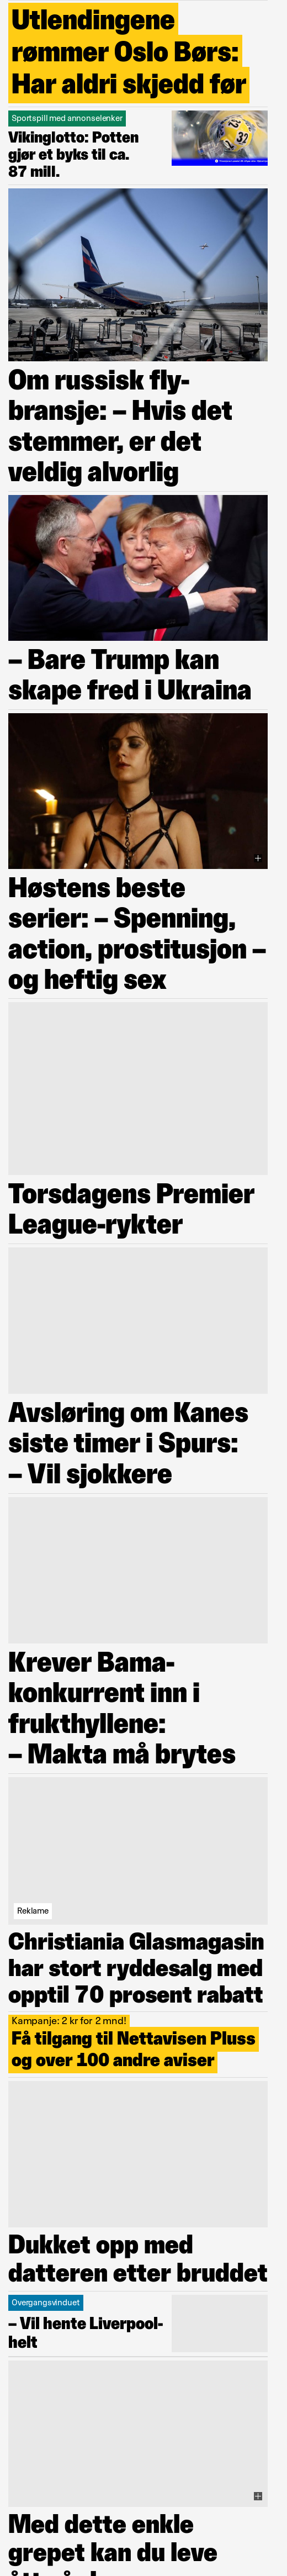 Utlendingene
rømmer Oslo Børs:
Har aldri skjedd før
Sportspill med annonselenker
Vikinglotto: Potten
gjør et byks til ca.
87 mill.
Om russisk fly-
bransje: – Hvis det
stemmer, er det
veldig alvorlig
– Bare Trump kan
skape fred i Ukraina
Høstens beste
serier: – Spenning,
action, prostitusjon –
og heftig sex
Torsdagens Premier
League-rykter
Avsløring om Kanes
siste timer i Spurs:
– Vil sjokkere
Krever Bama-
konkurrent inn i
frukthyllene:
– Makta må brytes
Reklame
Christiania Glasmagasin
har stort ryddesalg med
opptil 70 prosent rabatt
Kampanje: 2 kr for 2 mnd!
Få tilgang til Nettavisen Pluss
og over 100 andre aviser
Dukket opp med
datteren etter bruddet
Overgangsvinduet
– Vil hente Liverpool-
helt
Med dette enkle
grepet kan du leve